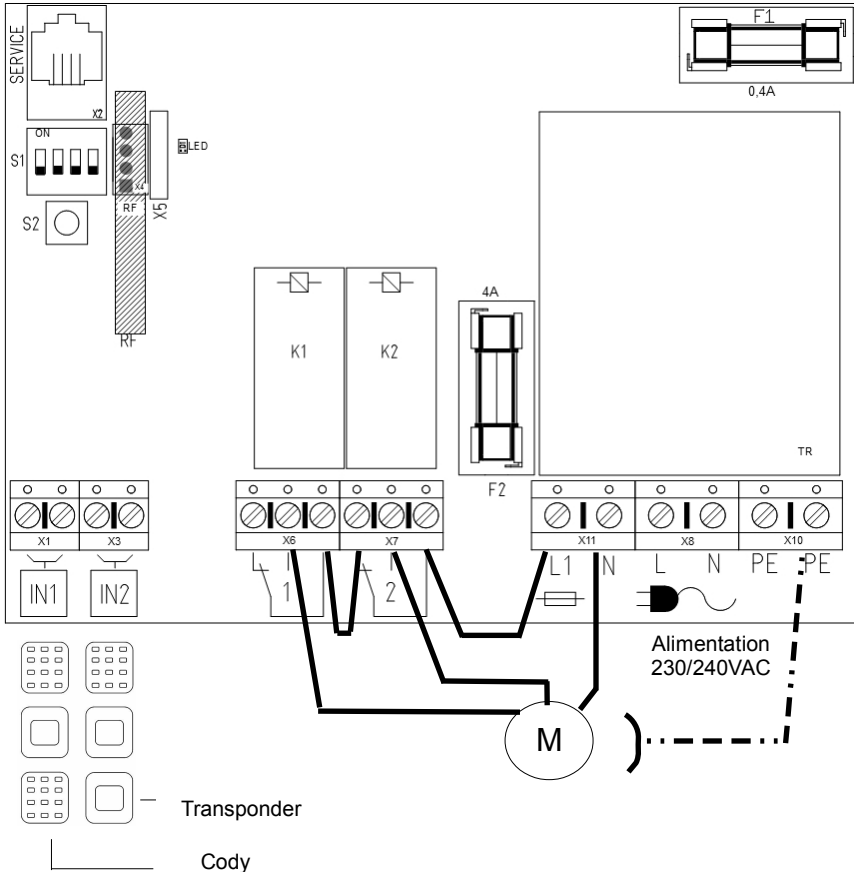 SERVICE
X2
F1
0,4A
ON
S1
X4
RF
X5
LED
S2
RF
K1
K2
4A
F2
TR
X1
X3
X6
X7
X11
X8
X10
IN1
IN2
1
2
L1
N
L
N
PE
PE
Alimentation
230/240VAC
M
Transponder
Cody